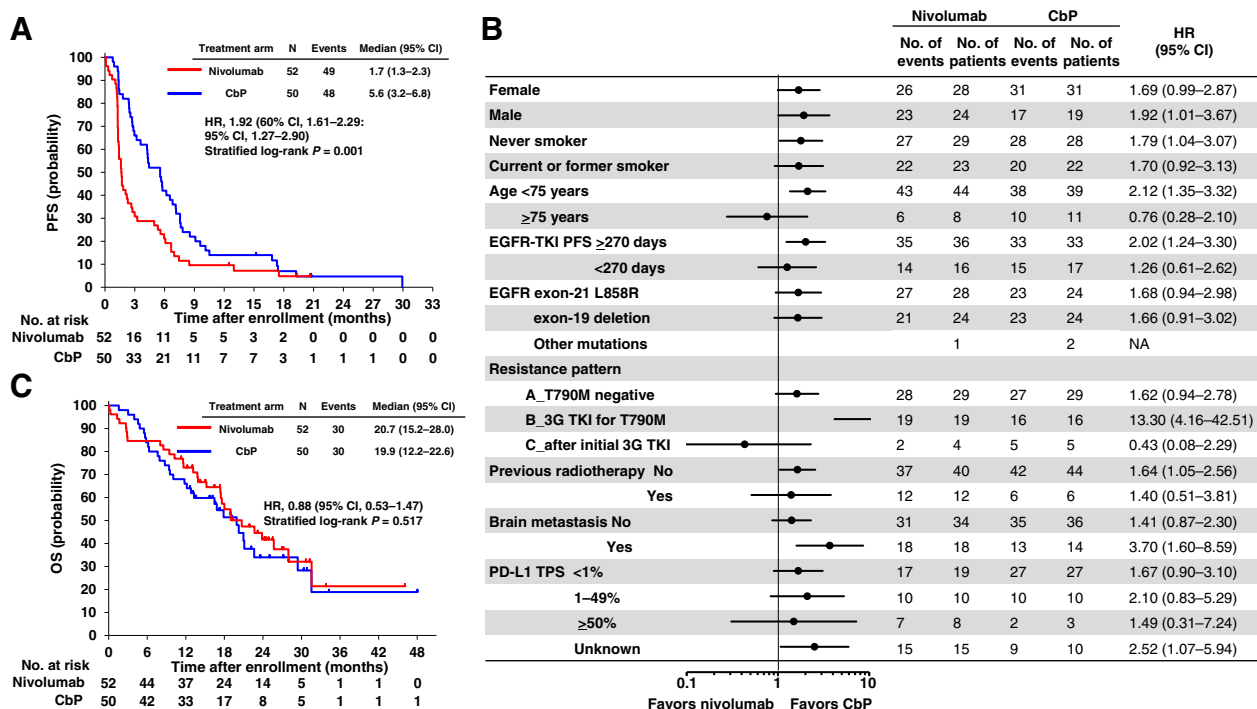 A
Treatment arm N Events Median (95% CI)
Nivolumab 52 49 1.7 (1.3–2.3)
CbP 50 48 5.6 (3.2–6.8)
HR, 1.92 (60% CI, 1.61–2.29:
95% CI, 1.27–2.90)
Stratified log-rank P = 0.001
PFS (probability)
100
90
80
70
60
50
40
30
20
10
0
0 3 6 9 12 15 18 21 24 27 30 33
Time after enrollment (months)
No. at risk
Nivolumab 52 16 11 5 5 3 2 0 0 0 0 0
CbP 50 33 21 11 7 7 3 1 1 1 0 0
C
Treatment arm N Events Median (95% CI)
Nivolumab 52 30 20.7 (15.2–28.0)
CbP 50 30 19.9 (12.2–22.6)
HR, 0.88 (95% CI, 0.53–1.47)
Stratified log-rank P = 0.517
OS (probability)
100
90
80
70
60
50
40
30
20
10
0
0 6 12 18 24 30 36 42 48
Time after enrollment (months)
No. at risk
Nivolumab 52 44 37 24 14 5 1 1 0
CbP 50 42 33 17 8 5 1 1 1
B
Nivolumab CbP
No. of events No. of patients No. of events No. of patients HR (95% CI)
Female 26 28 31 31 1.69 (0.99–2.87)
Male 23 24 17 19 1.92 (1.01–3.67)
Never smoker 27 29 28 28 1.79 (1.04–3.07)
Current or former smoker 22 23 20 22 1.70 (0.92–3.13)
Age <75 years 43 44 38 39 2.12 (1.35–3.32)
≥75 years 6 8 10 11 0.76 (0.28–2.10)
EGFR-TKI PFS ≥270 days 35 36 33 33 2.02 (1.24–3.30)
<270 days 14 16 15 17 1.26 (0.61–2.62)
EGFR exon-21 L858R 27 28 23 24 1.68 (0.94–2.98)
exon-19 deletion 21 24 23 24 1.66 (0.91–3.02)
Other mutations 1 2 NA
Resistance pattern
A_T790M negative 28 29 27 29 1.62 (0.94–2.78)
B_3G TKI for T790M 19 19 16 16 13.30 (4.16–42.51)
C_after initial 3G TKI 2 4 5 5 0.43 (0.08–2.29)
Previous radiotherapy No 37 40 42 44 1.64 (1.05–2.56)
Yes 12 12 6 6 1.40 (0.51–3.81)
Brain metastasis No 31 34 35 36 1.41 (0.87–2.30)
Yes 18 18 13 14 3.70 (1.60–8.59)
PD-L1 TPS <1% 17 19 27 27 1.67 (0.90–3.10)
1–49% 10 10 10 10 2.10 (0.83–5.29)
≥50% 7 8 2 3 1.49 (0.31–7.24)
Unknown 15 15 9 10 2.52 (1.07–5.94)
0.1 1 10
Favors nivolumab Favors CbP